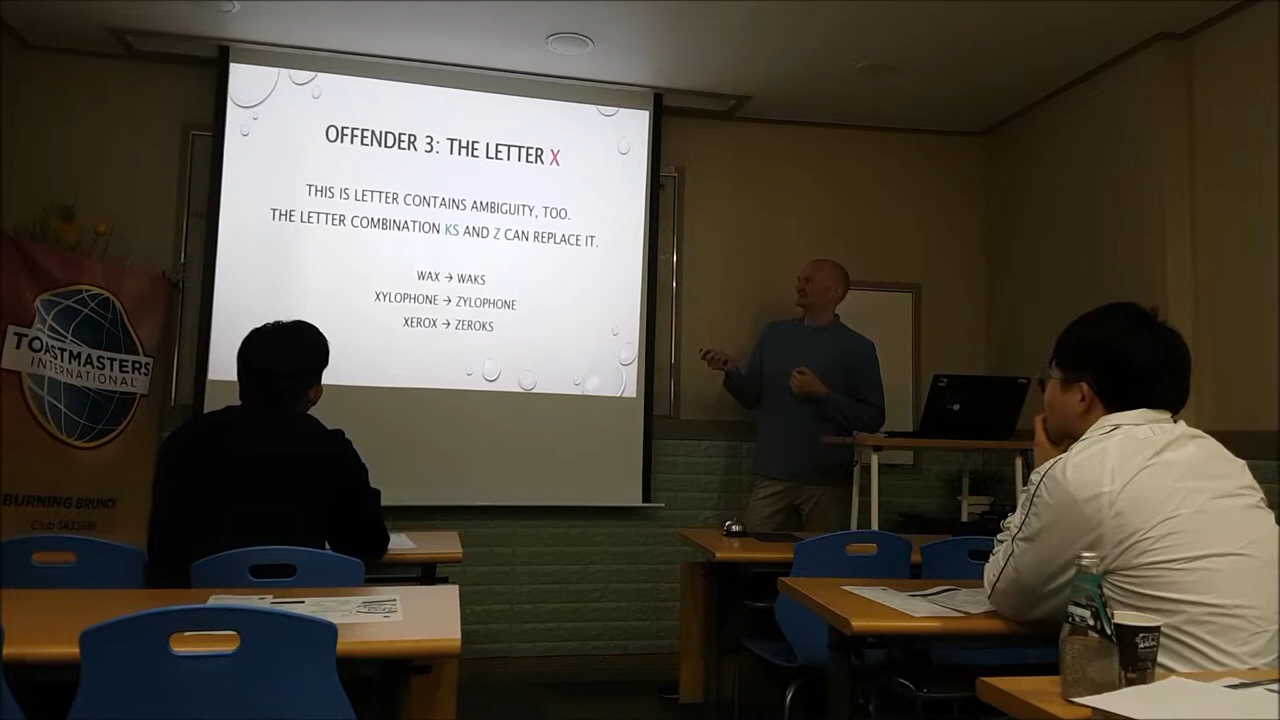 OFFENDER 3: THE LETTER X
THIS IS LETTER CONTAINS AMBIGUITY, TOO.
THE LETTER COMBINATION KS AND Z CAN REPLACE IT.
WAX → WAKS
XYLOPHONE → ZYLOPHONE
XEROX → ZEROKS
TOASTMASTERS
INTERNATIONAL
BURNING BRUNCH